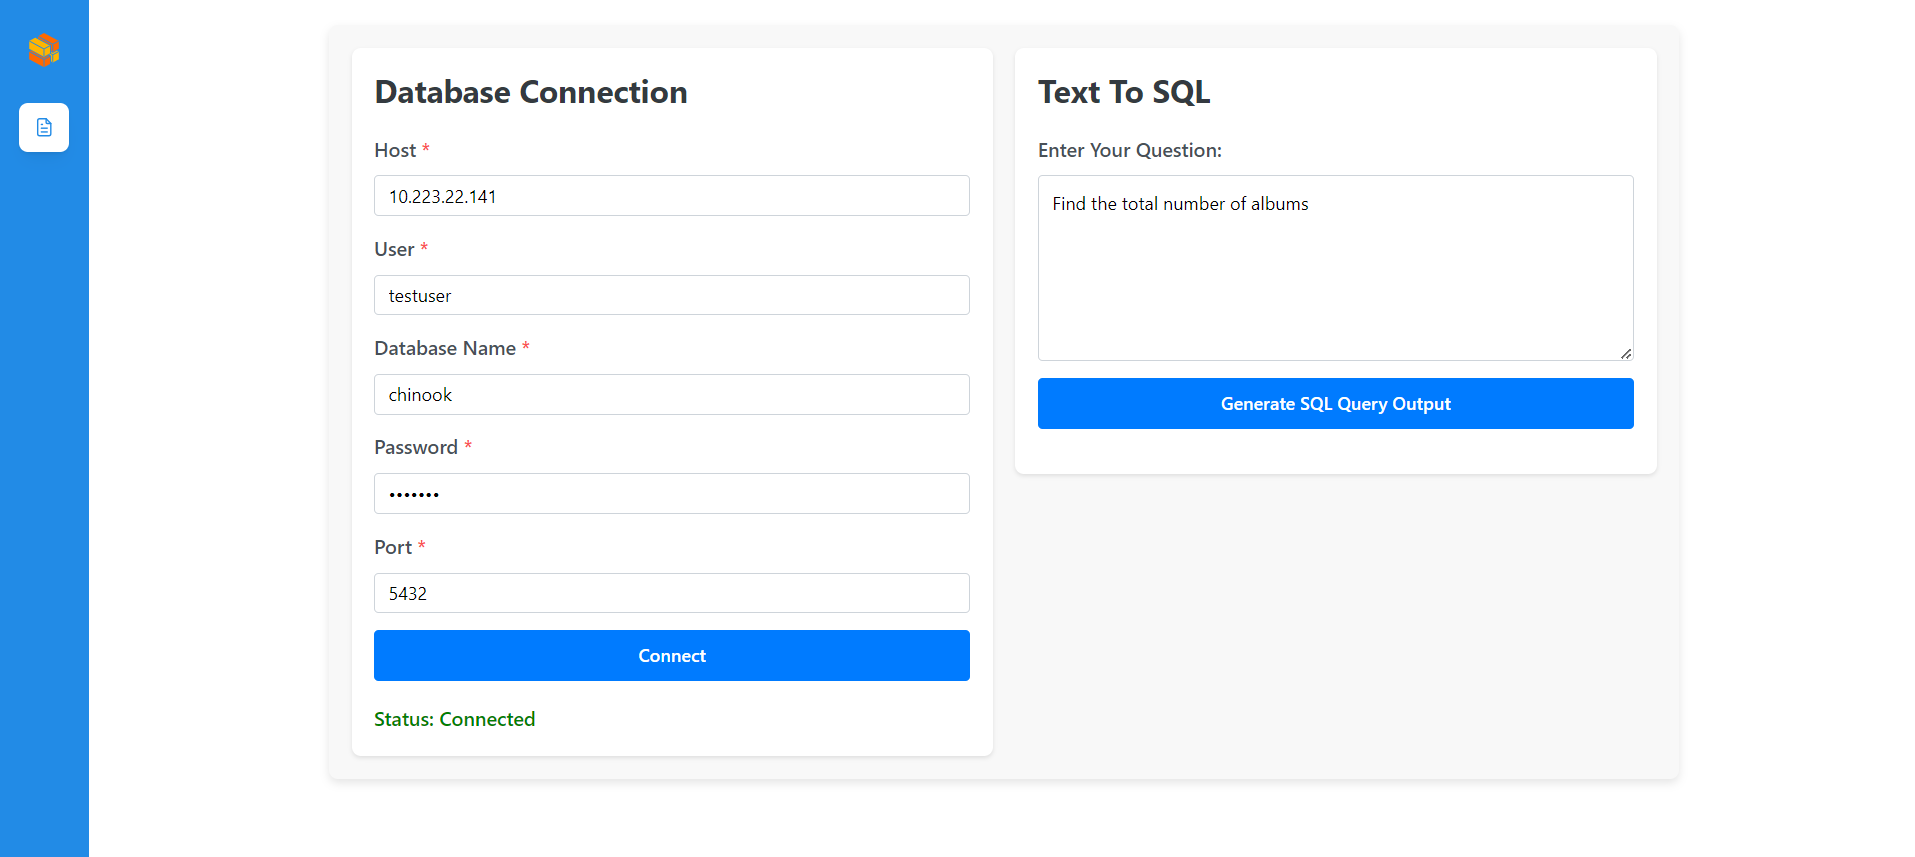 Database Connection
Host *
10.223.22.141
User *
testuser
Database Name *
chinook
Password *
•••••••
Port *
5432
Connect
Status: Connected
Text To SQL
Enter Your Question:
Find the total number of albums
Generate SQL Query Output